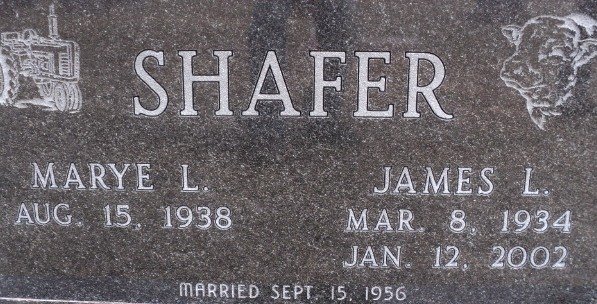 SHAFER
MARYE L.
AUG. 15, 1938
JAMES L.
MAR. 8, 1934
JAN. 12, 2002
MARRIED SEPT. 15, 1956